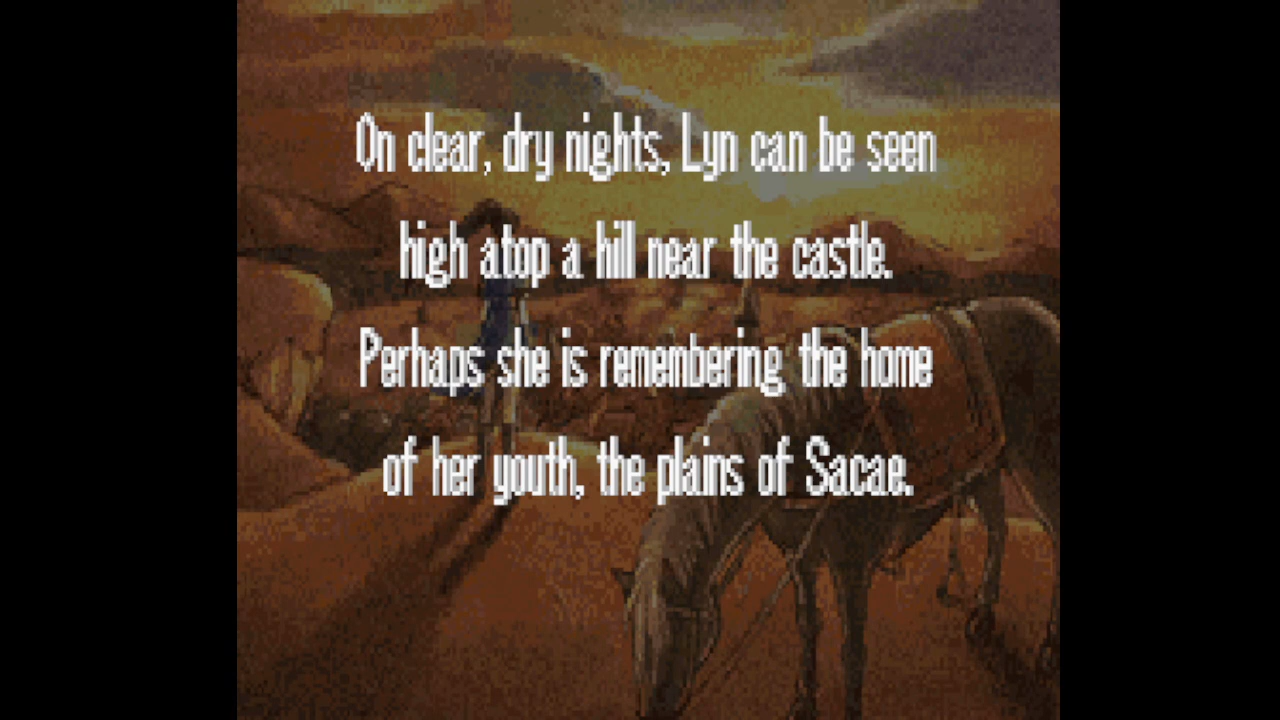 On clear, dry nights, Lyn can be seen
high atop a hill near the castle.
Perhaps she is remembering the home
of her youth, the plains of Sacae.